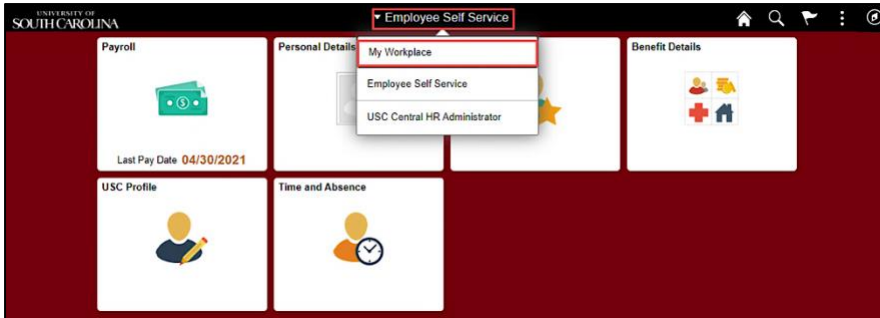 UNIVERSITY OF
SOUTH CAROLINA
Employee Self Service
Payroll
Last Pay Date 04/30/2021
Personal Details
My Workplace
Employee Self Service
USC Central HR Administrator
Benefit Details
USC Profile
Time and Absence